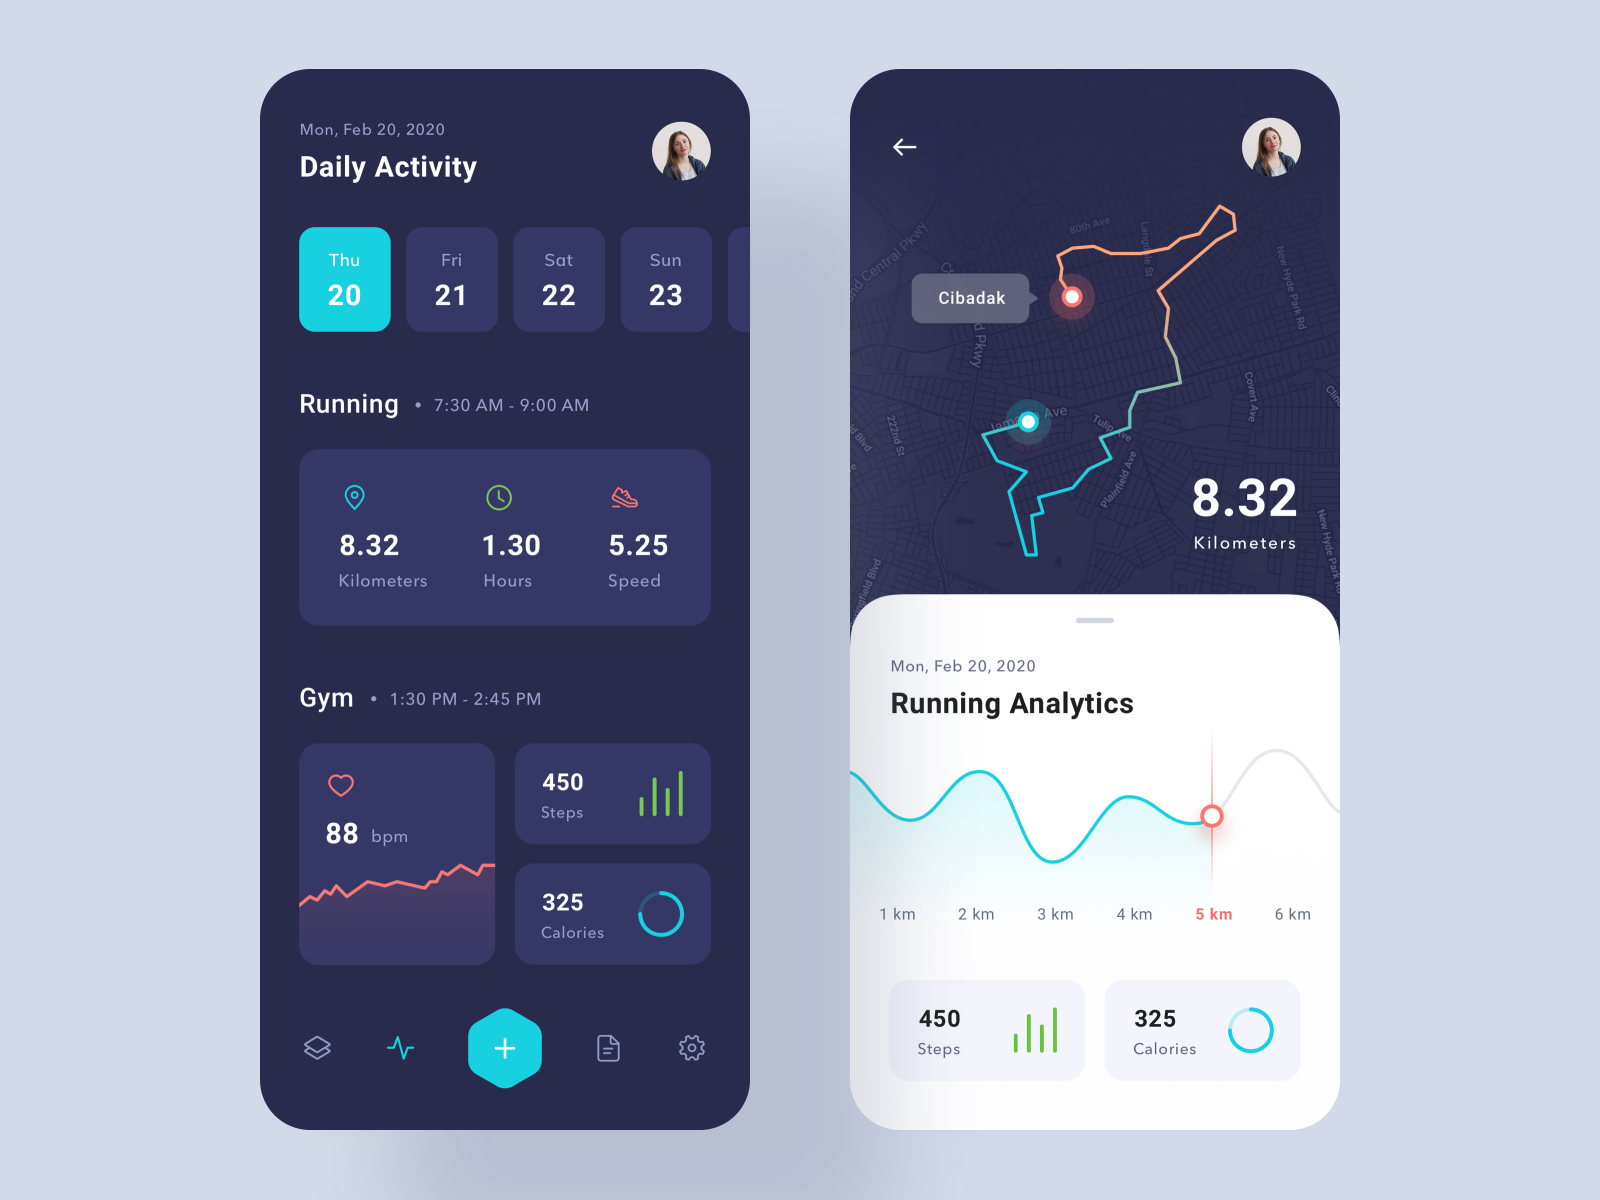 Mon, Feb 20, 2020
Daily Activity
Thu
20
Fri
21
Sat
22
Sun
23
Running • 7:30 AM - 9:00 AM
8.32
Kilometers
1.30
Hours
5.25
Speed
Gym • 1:30 PM - 2:45 PM
88 bpm
450
Steps
325
Calories
60th Ave
Langdale St
New Hyde Park Rd
Central Pkwy
Cibadak
Pkwy
Covert Ave
222nd St
Ave
Tulip Ave
Plainfield Ave
Blvd
8.32
Kilometers
New Hyde Park Rd
Blvd
Mon, Feb 20, 2020
Running Analytics
1 km
2 km
3 km
4 km
5 km
6 km
450
Steps
325
Calories